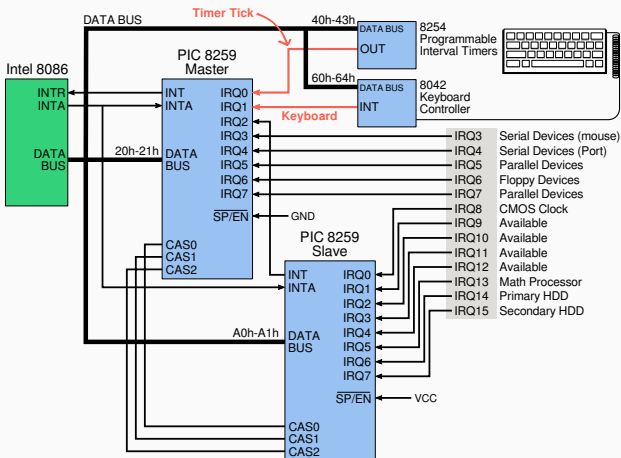 Timer Tick
DATA BUS
40h-43h
DATA BUS
OUT
8254
Programmable
Interval Timers
PIC 8259
Master
Intel 8086
INTR
INTA
DATA
BUS
20h-21h
INT
INTA
DATA
BUS
IRQ0
IRQ1
IRQ2
IRQ3
IRQ4
IRQ5
IRQ6
IRQ7
SP/EN
GND
CAS0
CAS1
CAS2
60h-64h
DATA BUS
INT
8042
Keyboard
Controller
Keyboard
IRQ3 Serial Devices (mouse)
IRQ4 Serial Devices (Port)
IRQ5 Parallel Devices
IRQ6 Floppy Devices
IRQ7 Parallel Devices
IRQ8 CMOS Clock
IRQ9 Available
IRQ10 Available
IRQ11 Available
IRQ12 Available
IRQ13 Math Processor
IRQ14 Primary HDD
IRQ15 Secondary HDD
PIC 8259
Slave
INT
INTA
A0h-A1h
DATA
BUS
IRQ0
IRQ1
IRQ2
IRQ3
IRQ4
IRQ5
IRQ6
IRQ7
SP/EN
VCC
CAS0
CAS1
CAS2